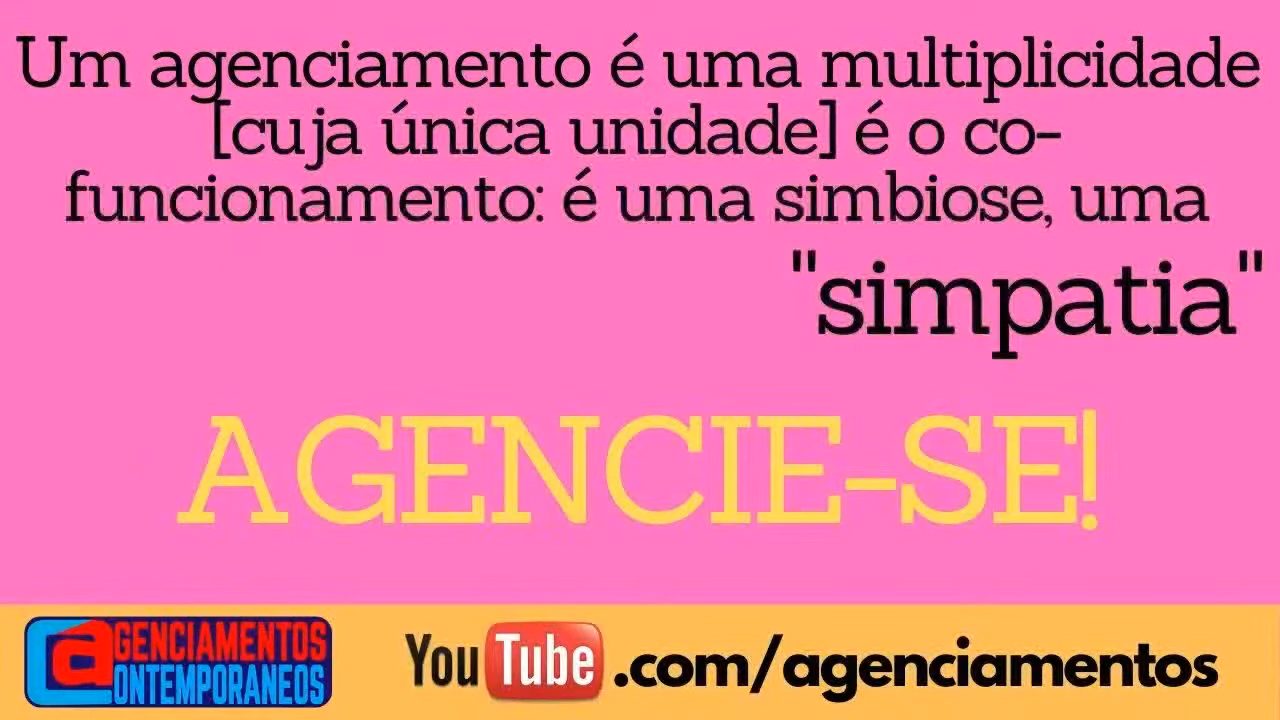 Um agenciamento é uma multiplicidade
[cuja única unidade] é o co-
funcionamento: é uma simbiose, uma
"simpatia"
AGENCIE-SE!
AGENCIAMENTOS
CONTEMPORANEOS
YouTube.com/agenciamentos